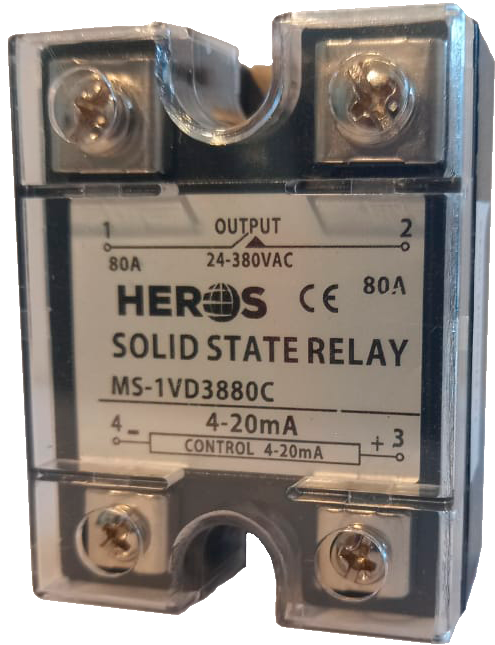 OUTPUT
1 2
80A 24-380VAC
80A
HEROS CE
SOLID STATE RELAY
MS-1VD3880C
4 - 4-20mA + 3
CONTROL 4-20mA